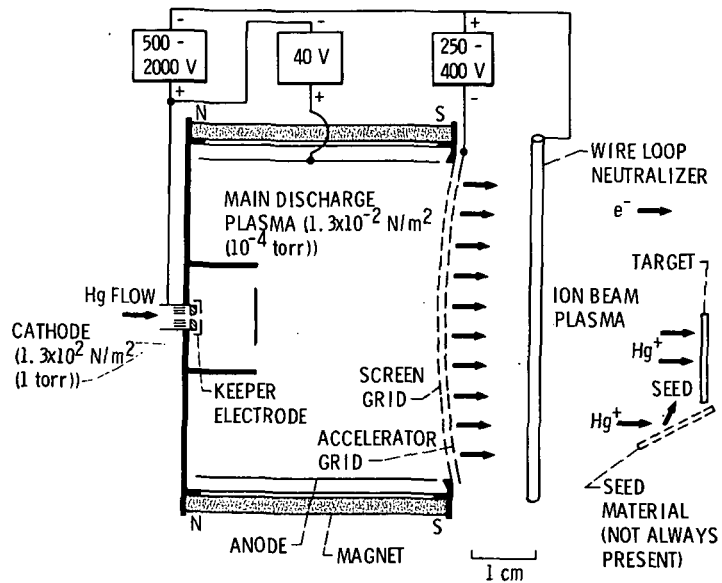 −
−
+
500 -
2000 V
40 V
250 -
400 V
+
+
−
N
S
WIRE LOOP
NEUTRALIZER
MAIN DISCHARGE
PLASMA (1.3x10⁻² N/m²
(10⁻⁴ torr))
e⁻
TARGET
Hg FLOW
ION BEAM
PLASMA
CATHODE
(1.3x10² N/m²
(1 torr))
Hg⁺
KEEPER
ELECTRODE
SCREEN
GRID
SEED
Hg⁺
ACCELERATOR
GRID
SEED
MATERIAL
(NOT ALWAYS
PRESENT)
N
S
ANODE
MAGNET
1 cm